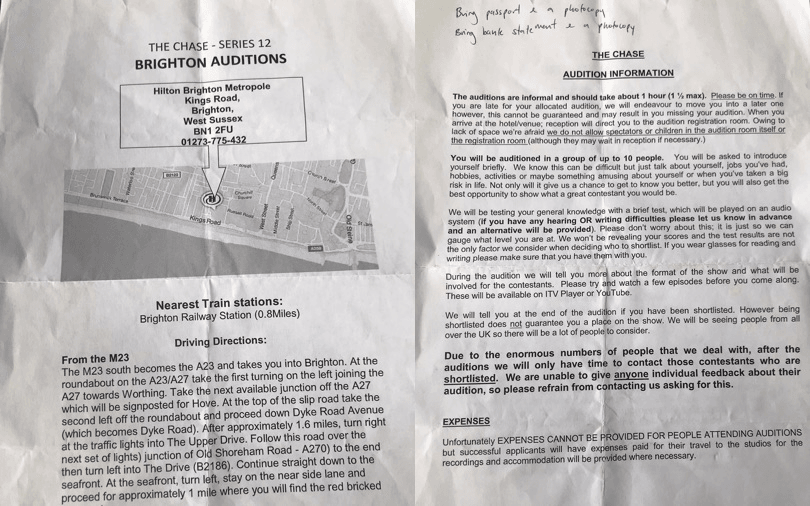 THE CHASE - SERIES 12
BRIGHTON AUDITIONS
Hilton Brighton Metropole
Kings Road,
Brighton,
West Sussex
BN1 2FU
01273-775-432
Church Street
Brunswick Terrace
Kings Road
Nearest Train stations:
Brighton Railway Station (0.8Miles)
Driving Directions:
From the M23
The M23 south becomes the A23 and takes you into Brighton. At the
roundabout on the A23/A27 take the first turning on the left joining the
A27 towards Worthing. Take the next available junction off the A27
which will be signposted for Hove. At the top of the slip road take the
second left off the roundabout and proceed down Dyke Road Avenue
(which becomes Dyke Road). After approximately 1.6 miles, turn right
at the traffic lights into The Upper Drive. Follow this road over the
next set of lights) junction of Old Shoreham Road - A270) to the end
then turn left into The Drive (B2186). Continue straight down to the
seafront. At the seafront, turn left, stay on the near side lane and
proceed for approximately 1 mile where you will find the red bricked
Bring passport & a photocopy
Bring bank statement & a photocopy
THE CHASE
AUDITION INFORMATION
The auditions are informal and should take about 1 hour (1 ½ max). Please be on time. If
you are late for your allocated audition, we will endeavour to move you into a later one
however, this cannot be guaranteed and may result in you missing your audition. When you
arrive at the hotel/venue; reception will direct you to the audition registration room. Owing to
lack of space we're afraid we do not allow spectators or children in the audition room itself or
the registration room (although they may wait in reception if necessary.)
You will be auditioned in a group of up to 10 people. You will be asked to introduce
yourself briefly. We know this can be difficult but just talk about yourself, jobs you've had,
hobbies, activities or maybe something amusing about yourself or when you've taken a big
risk in life. Not only will it give us a chance to get to know you better, but you will also get the
best opportunity to show what a great contestant you would be.
We will be testing your general knowledge with a brief test, which will be played on an audio
system (if you have any hearing OR writing difficulties please let us know in advance
and an alternative will be provided). Please don't worry about this; it is just so we can
gauge what level you are at. We won't be revealing your scores and the test results are not
the only factor we consider when deciding who to shortlist. If you wear glasses for reading and
writing please make sure you have them with you.
During the audition we will tell you more about the format of the show and what will be
involved for the contestants. Please try and watch a few episodes before you come along.
These will be available on ITV Player or YouTube.
We will tell you at the end of the audition if you have been shortlisted. However being
shortlisted does not guarantee you a place on the show. We will be seeing people from all
over the UK so there will be a lot of people to consider.
Due to the enormous numbers of people that we deal with, after the
auditions we will only have time to contact those contestants who are
shortlisted. We are unable to give anyone individual feedback about their
audition, so please refrain from contacting us asking for this.
EXPENSES
Unfortunately EXPENSES CANNOT BE PROVIDED FOR PEOPLE ATTENDING AUDITIONS
but successful applicants will have expenses paid for their travel to the studios for the
recordings and accommodation will be provided where necessary.